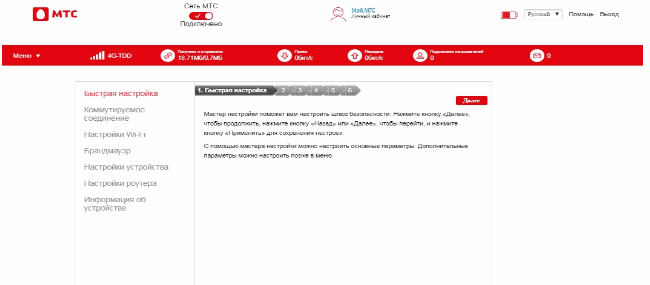 МТС
Сеть МТС
Подключено
Мой МТС
Личный кабинет
Русский
Помощь
Выход
Меню
4G-TDD
Получено и отправлено
18.71Мб/0.7Мб
Прием
0бит/с
Передача
0бит/с
Подключено пользователей
0
0
Быстрая настройка
Коммутируемое
соединение
Настройки Wi-Fi
Брандмауэр
Настройки устройства
Настройки роутера
Информация об
устройстве
1. Быстрая настройка
2
3
4
5
6
Далее
Мастер настройки поможет вам настроить шлюз безопасности: Нажмите кнопку «Далее»,
чтобы продолжить, нажмите кнопку «Назад» или «Далее», чтобы перейти, и нажмите
кнопку «Применить» для сохранения настроек.
С помощью мастера настройки можно настроить основные параметры. Дополнительные
параметры можно настроить позже в меню.